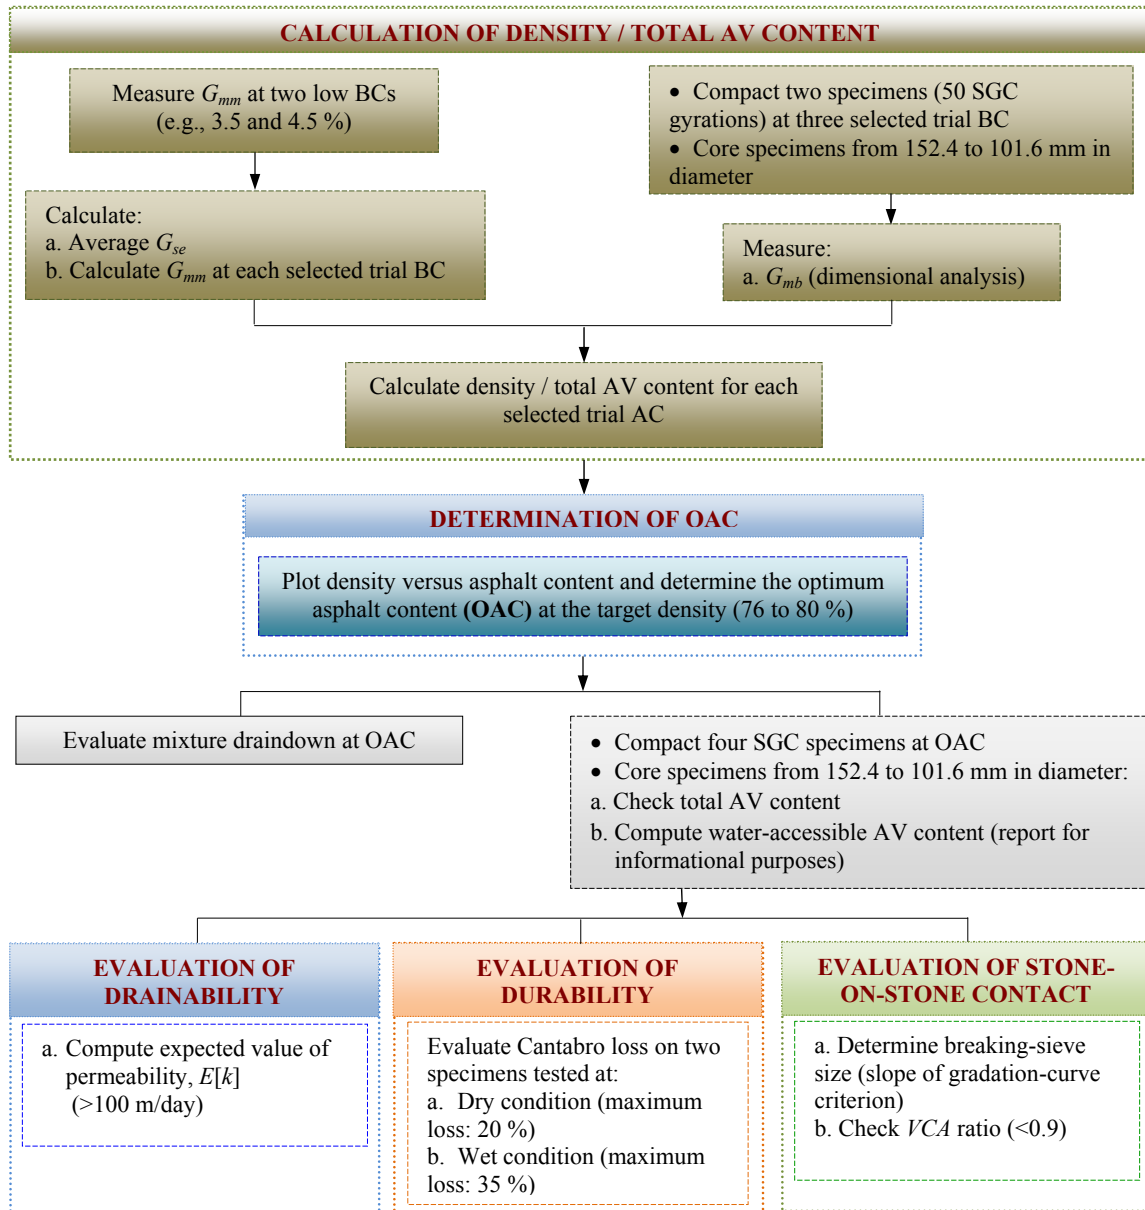 CALCULATION OF DENSITY / TOTAL AV CONTENT
Measure Gmm at two low BCs
(e.g., 3.5 and 4.5 %)
• Compact two specimens (50 SGC
gyrations) at three selected trial BC
• Core specimens from 152.4 to 101.6 mm in
diameter
Calculate:
a. Average Gse
b. Calculate Gmm at each selected trial BC
Measure:
a. Gmb (dimensional analysis)
Calculate density / total AV content for each
selected trial AC
DETERMINATION OF OAC
Plot density versus asphalt content and determine the optimum
asphalt content (OAC) at the target density (76 to 80 %)
Evaluate mixture draindown at OAC
• Compact four SGC specimens at OAC
• Core specimens from 152.4 to 101.6 mm in diameter:
a. Check total AV content
b. Compute water-accessible AV content (report for
informational purposes)
EVALUATION OF
DRAINABILITY
a. Compute expected value of
permeability, E[k]
(>100 m/day)
EVALUATION OF
DURABILITY
Evaluate Cantabro loss on two
specimens tested at:
a. Dry condition (maximum
loss: 20 %)
b. Wet condition (maximum
loss: 35 %)
EVALUATION OF STONE-
ON-STONE CONTACT
a. Determine breaking-sieve
size (slope of gradation-curve
criterion)
b. Check VCA ratio (<0.9)